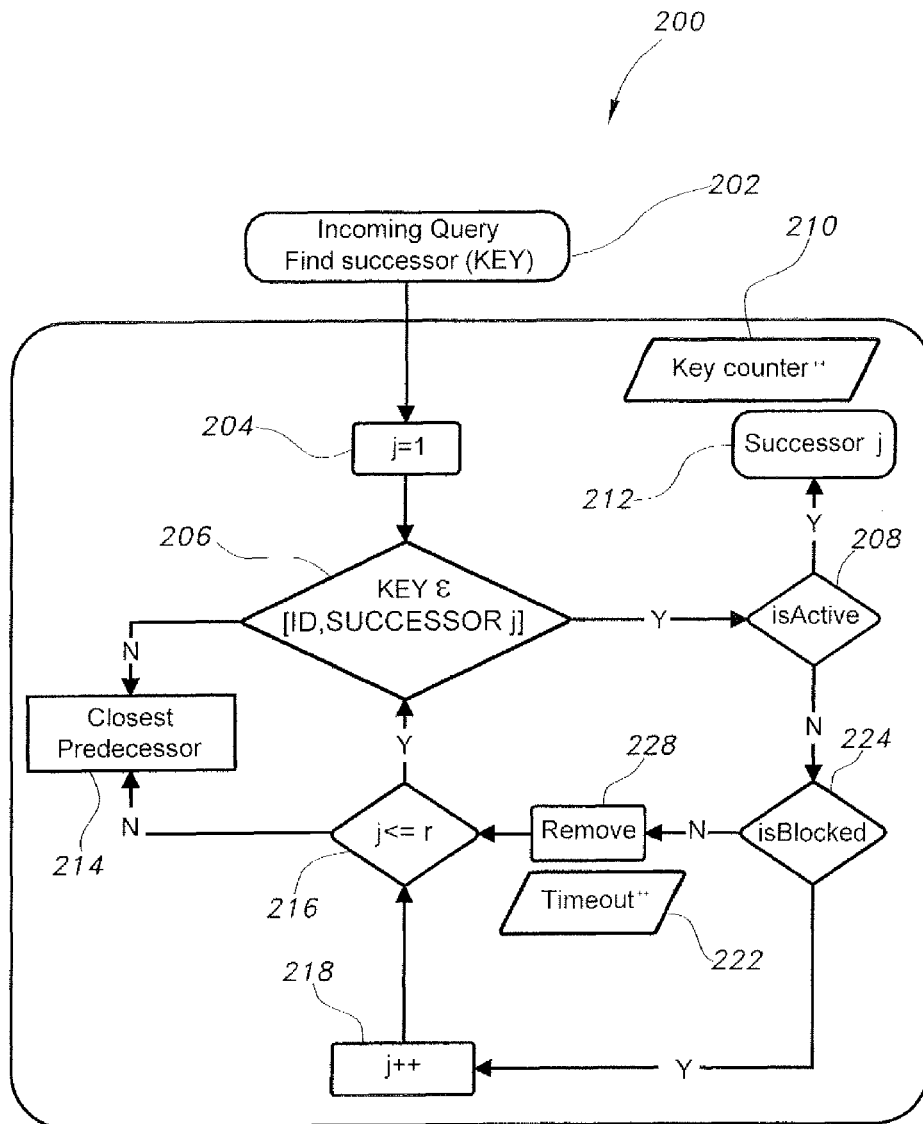 200
202
Incoming Query
Find successor (KEY)
210
Key counter++
204
j=1
Successor j
212
Y
206
208
KEY ε
[ID,SUCCESSOR j]
Y
isActive
N
Closest
Predecessor
Y
N
228
224
N
j<= r
Remove
N
isBlocked
214
216
Timeout++
222
218
j++
Y